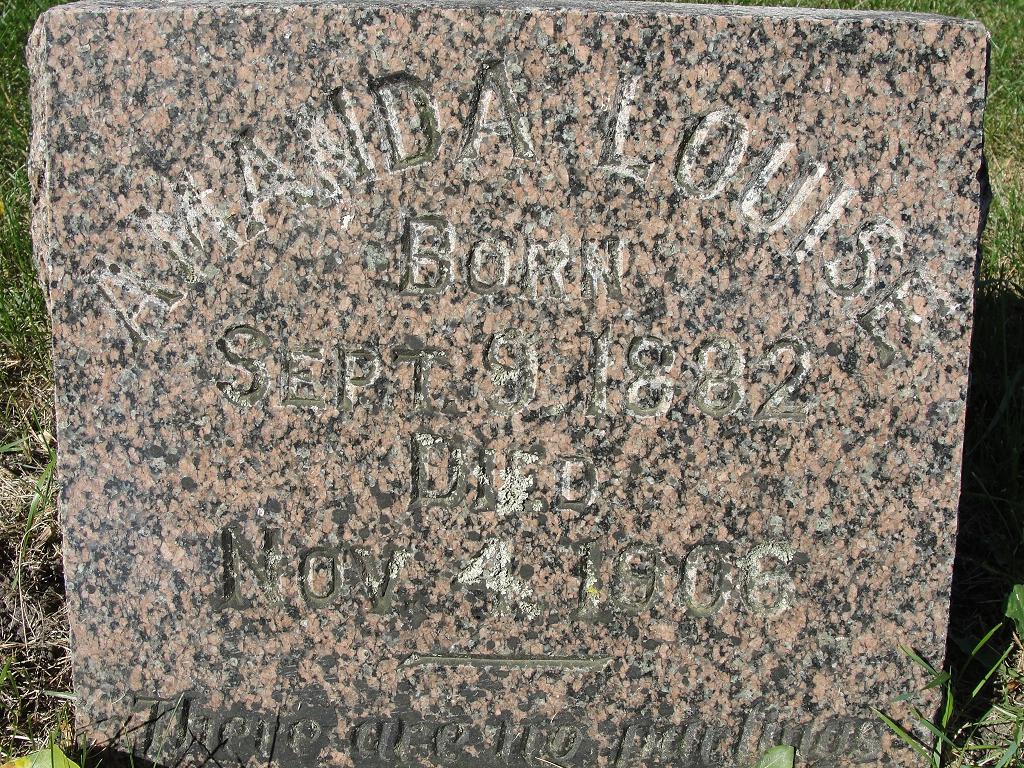 AMANDA LOUISE
BORN
SEPT. 9, 1882
DIED
NOV. 4, 1906
There are no partings